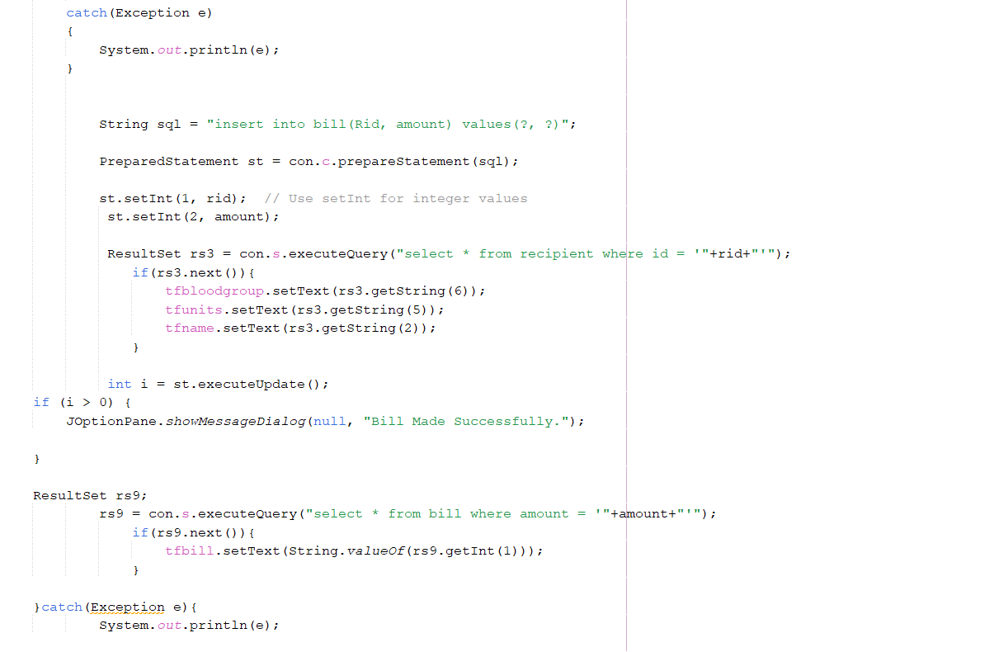 catch(Exception e)
{
System.out.println(e);
}
String sql = "insert into bill(Rid, amount) values(?, ?)";
PreparedStatement st = con.c.prepareStatement(sql);
st.setInt(1, rid);  // Use setInt for integer values
st.setInt(2, amount);
ResultSet rs3 = con.s.executeQuery("select * from recipient where id = '"+rid+"'");
if(rs3.next()){
tfbloodgroup.setText(rs3.getString(6));
tfunits.setText(rs3.getString(5));
tfname.setText(rs3.getString(2));
}
int i = st.executeUpdate();
if (i > 0) {
JOptionPane.showMessageDialog(null, "Bill Made Successfully.");
}
ResultSet rs9;
rs9 = con.s.executeQuery("select * from bill where amount = '"+amount+"'");
if(rs9.next()){
tfbill.setText(String.valueOf(rs9.getInt(1)));
}
}catch(Exception e){
System.out.println(e);